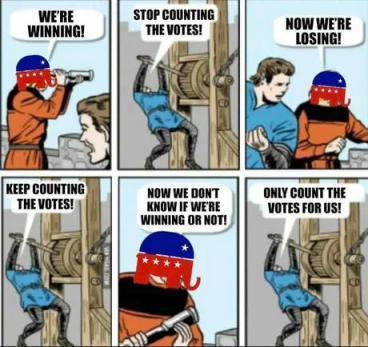 WE'RE
WINNING!
STOP COUNTING
THE VOTES!
NOW WE'RE
LOSING!
KEEP COUNTING
THE VOTES!
NOW WE DON'T
KNOW IF WE'RE
WINNING OR NOT!
ONLY COUNT THE
VOTES FOR US!